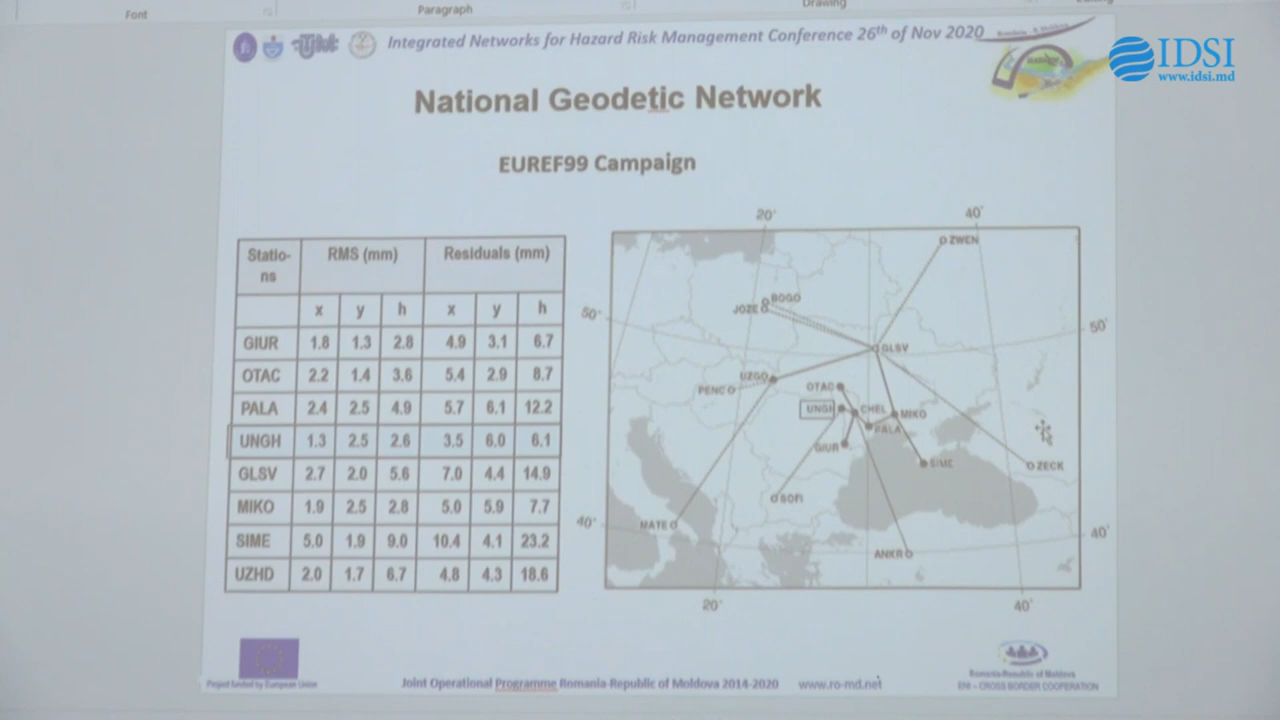 Font
Paragraph
Drawing
Integrated Networks for Hazard Risk Management Conference 26th of Nov 2020
IDSI
www.idsi.md
National Geodetic Network
EUREF99 Campaign
Statio-
ns
RMS (mm)
Residuals (mm)
x y h x y h
GIUR 1.8 1.3 2.8 4.9 3.1 6.7
OTAC 2.2 1.4 3.6 5.4 2.9 8.7
PALA 2.4 2.5 4.9 5.7 6.1 12.2
UNGH 1.3 2.5 2.6 3.5 6.0 6.1
GLSV 2.7 2.0 5.6 7.0 4.4 14.9
MIKO 1.9 2.5 2.8 5.0 5.9 7.7
SIME 5.0 1.9 9.0 10.4 4.1 23.2
UZHD 2.0 1.7 6.7 4.8 4.3 18.6
20° 40°
ZWEN
BOGO
JOZE
50° 50°
GLSV
UZGO
PENC
OTAC
UNGH
CHEL
MIKO
PALA
GIUR
SIME
ZECK
SOFI
MATE
40° 40°
ANKR
20° 40°
Project funded by European Union
Joint Operational Programme Romania-Republic of Moldova 2014-2020 www.ro-md.net
Romania-Republic of Moldova
ENI – CROSS BORDER COOPERATION